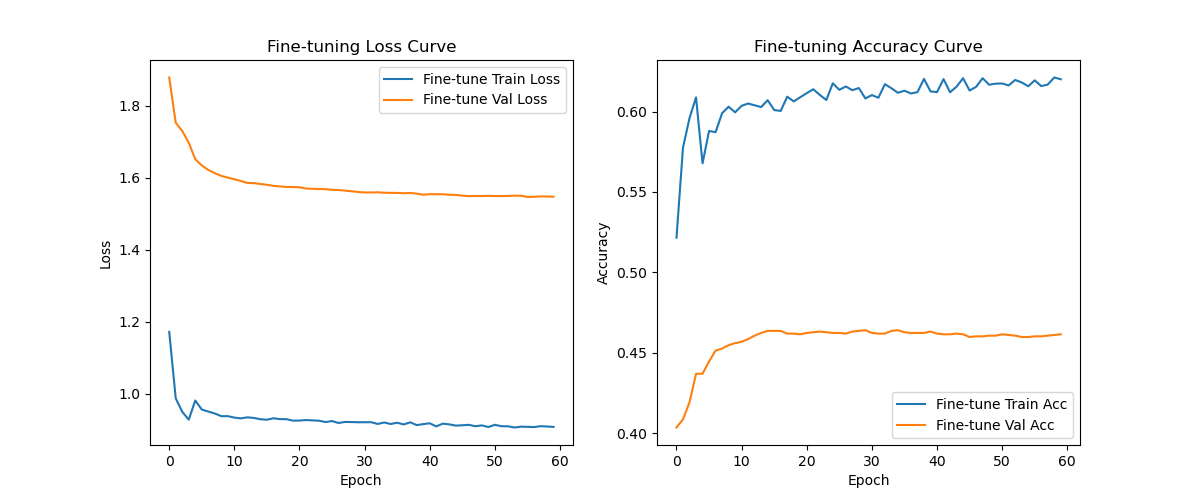 Fine-tuning Loss Curve
Fine-tune Train Loss
Fine-tune Val Loss
1.8
1.6
1.4
1.2
1.0
Loss
0
10
20
30
40
50
60
Epoch
Fine-tuning Accuracy Curve
0.60
0.55
0.50
0.45
0.40
Accuracy
Fine-tune Train Acc
Fine-tune Val Acc
0
10
20
30
40
50
60
Epoch